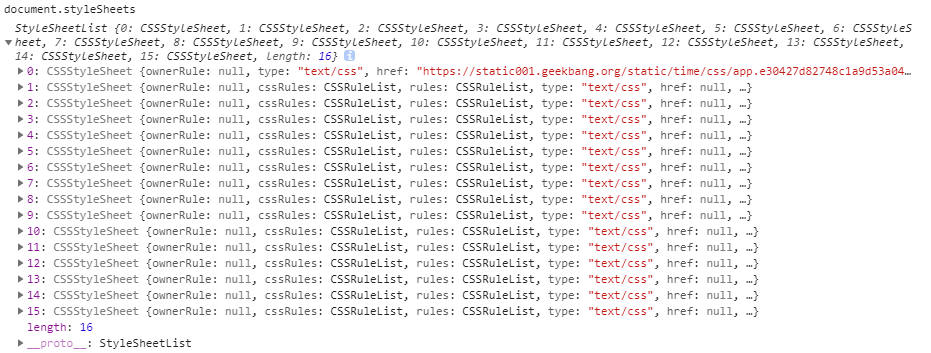 document.styleSheets
StyleSheetList {0: CSSStyleSheet, 1: CSSStyleSheet, 2: CSSStyleSheet, 3: CSSStyleSheet, 4: CSSStyleSheet, 5: CSSStyleSheet, 6: CSSStyleS
heet, 7: CSSStyleSheet, 8: CSSStyleSheet, 9: CSSStyleSheet, 10: CSSStyleSheet, 11: CSSStyleSheet, 12: CSSStyleSheet, 13: CSSStyleSheet,
14: CSSStyleSheet, 15: CSSStyleSheet, length: 16} i
0: CSSStyleSheet {ownerRule: null, type: "text/css", href: "https://static001.geekbang.org/static/time/css/app.e30427d82748c1a9d53a04…
1: CSSStyleSheet {ownerRule: null, cssRules: CSSRuleList, rules: CSSRuleList, type: "text/css", href: null, …}
2: CSSStyleSheet {ownerRule: null, cssRules: CSSRuleList, rules: CSSRuleList, type: "text/css", href: null, …}
3: CSSStyleSheet {ownerRule: null, cssRules: CSSRuleList, rules: CSSRuleList, type: "text/css", href: null, …}
4: CSSStyleSheet {ownerRule: null, cssRules: CSSRuleList, rules: CSSRuleList, type: "text/css", href: null, …}
5: CSSStyleSheet {ownerRule: null, cssRules: CSSRuleList, rules: CSSRuleList, type: "text/css", href: null, …}
6: CSSStyleSheet {ownerRule: null, cssRules: CSSRuleList, rules: CSSRuleList, type: "text/css", href: null, …}
7: CSSStyleSheet {ownerRule: null, cssRules: CSSRuleList, rules: CSSRuleList, type: "text/css", href: null, …}
8: CSSStyleSheet {ownerRule: null, cssRules: CSSRuleList, rules: CSSRuleList, type: "text/css", href: null, …}
9: CSSStyleSheet {ownerRule: null, cssRules: CSSRuleList, rules: CSSRuleList, type: "text/css", href: null, …}
10: CSSStyleSheet {ownerRule: null, cssRules: CSSRuleList, rules: CSSRuleList, type: "text/css", href: null, …}
11: CSSStyleSheet {ownerRule: null, cssRules: CSSRuleList, rules: CSSRuleList, type: "text/css", href: null, …}
12: CSSStyleSheet {ownerRule: null, cssRules: CSSRuleList, rules: CSSRuleList, type: "text/css", href: null, …}
13: CSSStyleSheet {ownerRule: null, cssRules: CSSRuleList, rules: CSSRuleList, type: "text/css", href: null, …}
14: CSSStyleSheet {ownerRule: null, cssRules: CSSRuleList, rules: CSSRuleList, type: "text/css", href: null, …}
15: CSSStyleSheet {ownerRule: null, cssRules: CSSRuleList, rules: CSSRuleList, type: "text/css", href: null, …}
length: 16
__proto__: StyleSheetList